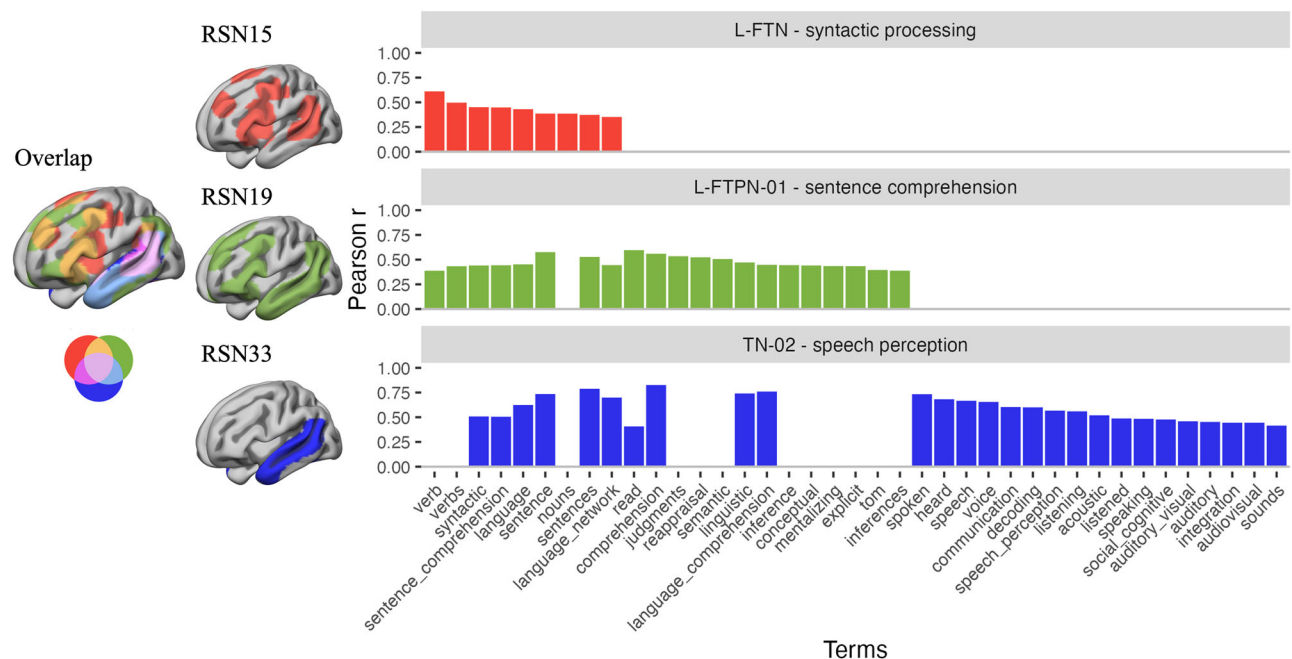 RSN15
RSN19
RSN33
Overlap
L-FTN - syntactic processing
1.00
0.75
0.50
0.25
0.00
L-FTPN-01 - sentence comprehension
1.00
0.75
0.50
0.25
0.00
TN-02 - speech perception
1.00
0.75
0.50
0.25
0.00
Pearson r
verb
verbs
syntactic
sentence_comprehension
language
sentence
nouns
sentences
language_network
read
comprehension
judgments
reappraisal
semantic
linguistic
language_comprehension
inference
conceptual
mentalizing
explicit
tom
inferences
spoken
heard
speech
voice
communication
decoding
speech_perception
listening
acoustic
listened
speaking
social_cognitive
auditory_visual
auditory
integration
audiovisual
sounds
Terms